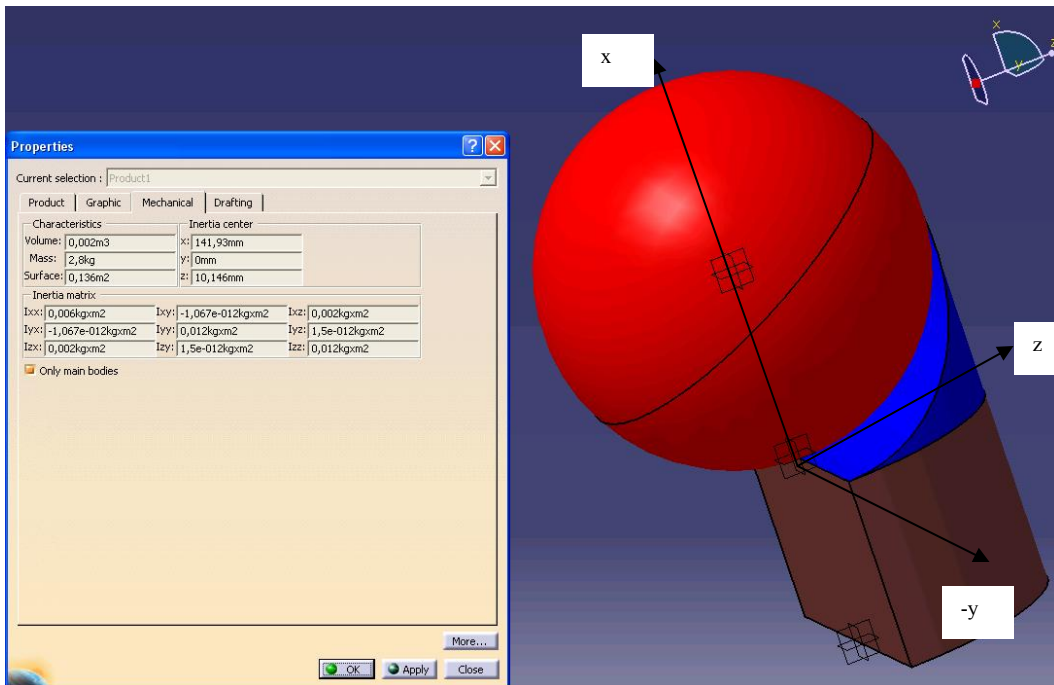 Properties
Current selection : Product1
Product Graphic Mechanical Drafting
Characteristics Inertia center
Volume: 0,002m3 x: 141,93mm
Mass: 2,8kg y: 0mm
Surface: 0,136m2 z: 10,146mm
Inertia matrix
Ixx: 0,006kgxm2 Ixy: -1,067e-012kgxm2 Ixz: 0,002kgxm2
Iyx: -1,067e-012kgxm2 Iyy: 0,012kgxm2 Iyz: 1,5e-012kgxm2
Izx: 0,002kgxm2 Izy: 1,5e-012kgxm2 Izz: 0,012kgxm2
Only main bodies
More...
OK Apply Close
x
z
-y
x
y
z